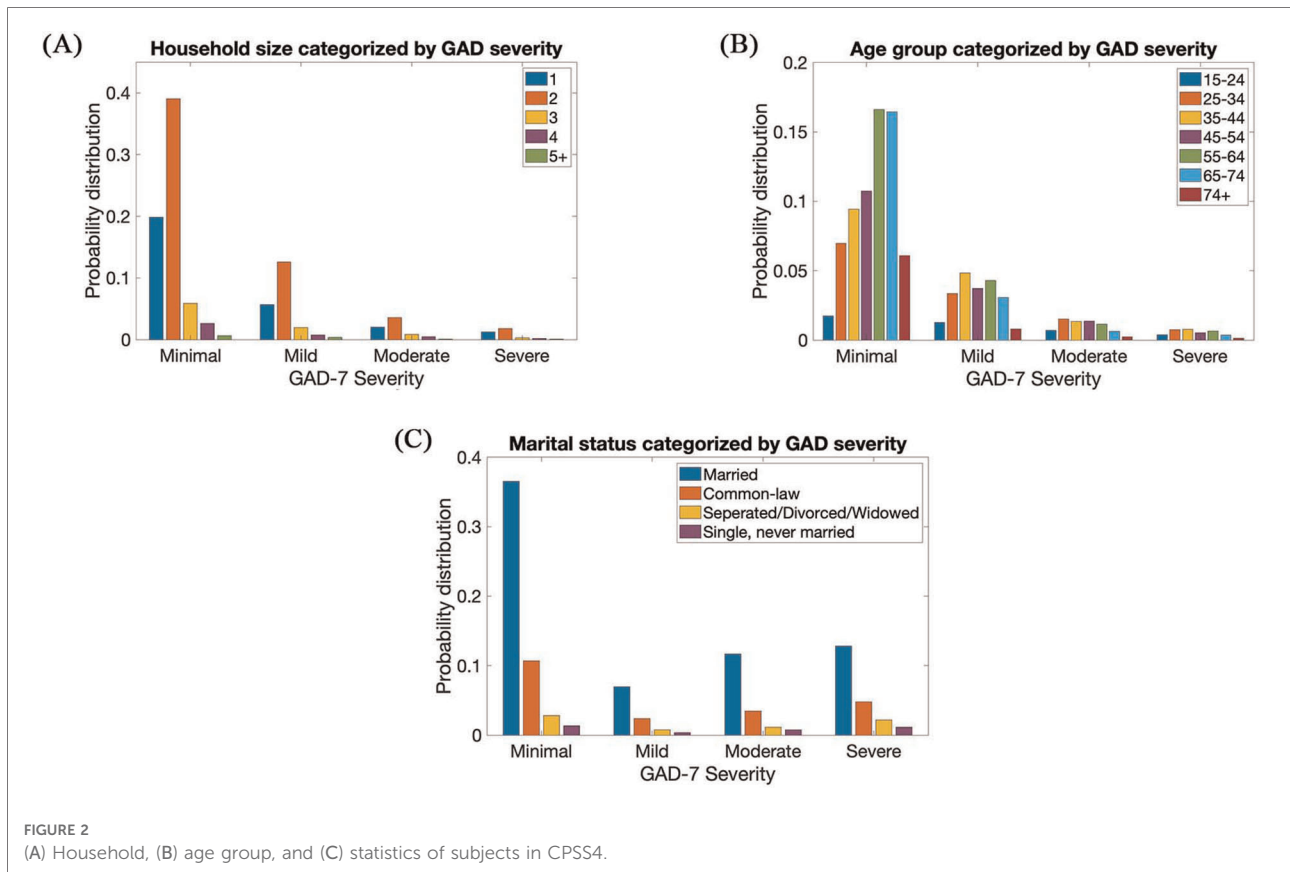 (A)
Household size categorized by GAD severity
0.4
0.3
0.2
0.1
0
Probability distribution
1
2
3
4
5+
Minimal Mild Moderate Severe
GAD-7 Severity
(B)
Age group categorized by GAD severity
0.2
0.15
0.1
0.05
0
Probability distribution
15-24
25-34
35-44
45-54
55-64
65-74
74+
Minimal Mild Moderate Severe
GAD-7 Severity
(C)
Marital status categorized by GAD severity
0.4
0.3
0.2
0.1
0
Probability distribution
Married
Common-law
Seperated/Divorced/Widowed
Single, never married
Minimal Mild Moderate Severe
GAD-7 Severity
FIGURE 2
(A) Household, (B) age group, and (C) statistics of subjects in CPSS4.